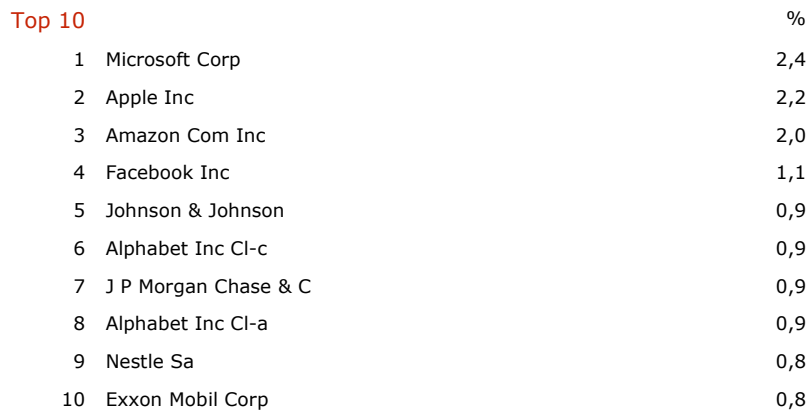 Top 10 %
1 Microsoft Corp 2,4
2 Apple Inc 2,2
3 Amazon Com Inc 2,0
4 Facebook Inc 1,1
5 Johnson & Johnson 0,9
6 Alphabet Inc Cl-c 0,9
7 J P Morgan Chase & C 0,9
8 Alphabet Inc Cl-a 0,9
9 Nestle Sa 0,8
10 Exxon Mobil Corp 0,8